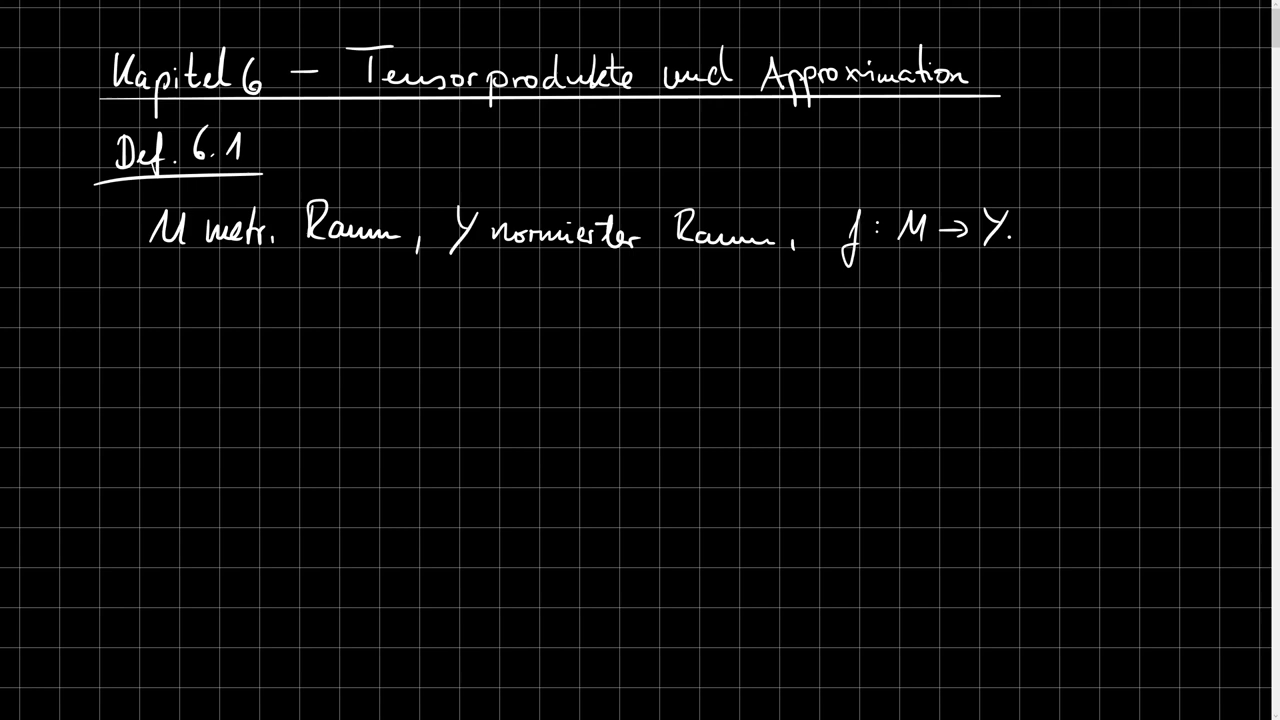 Kapitel 6 – Tensorprodukte und Approximation
Def. 6.1
M metr. Raum, Y normierter Raum, f : M → Y.